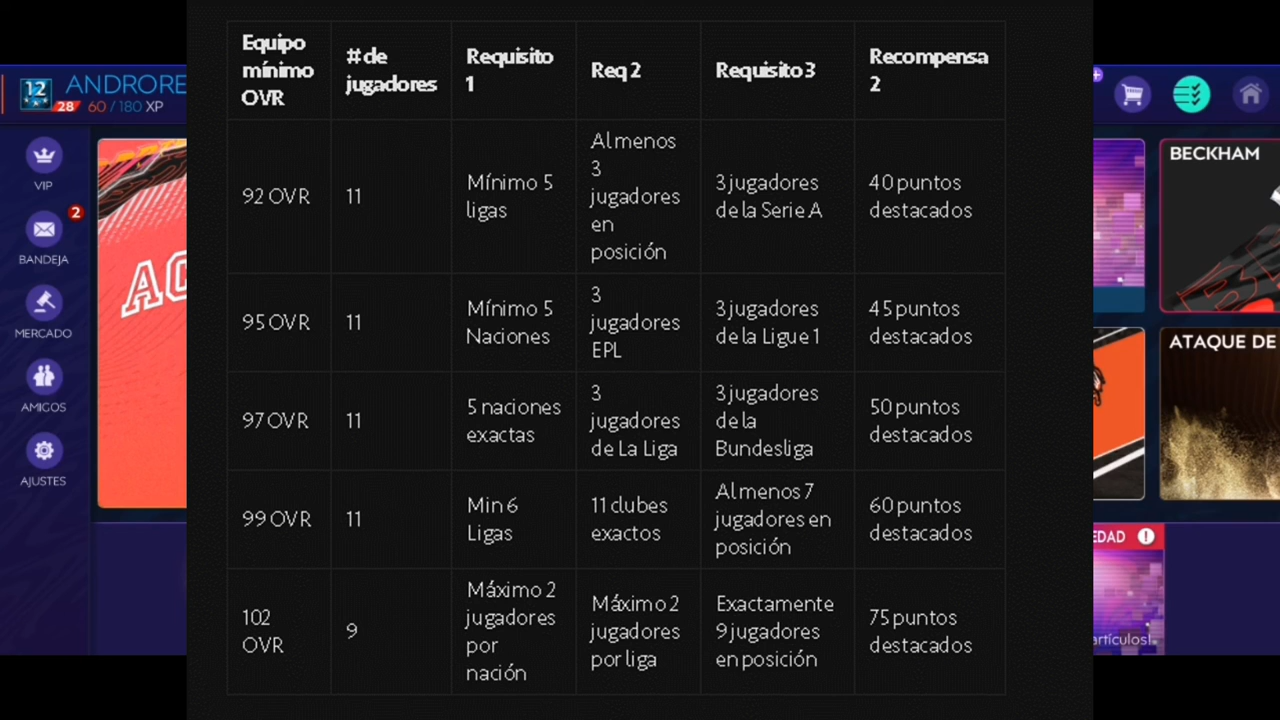 12
ANDRORE
28 60 / 180 XP
VIP
2
BANDEJA
MERCADO
AMIGOS
AJUSTES
Equipo
mínimo
OVR
# de
jugadores
Requisito
1
Req 2
Requisito 3
Recompensa
2
92 OVR
11
Mínimo 5
ligas
Al menos
3
jugadores
en
posición
3 jugadores
de la Serie A
40 puntos
destacados
95 OVR
11
Mínimo 5
Naciones
3
jugadores
EPL
3 jugadores
de la Ligue 1
45 puntos
destacados
97 OVR
11
5 naciones
exactas
3
jugadores
de La Liga
3 jugadores
de la
Bundesliga
50 puntos
destacados
99 OVR
11
Min 6
Ligas
11 clubes
exactos
Al menos 7
jugadores en
posición
60 puntos
destacados
102
OVR
9
Máximo 2
jugadores
por
nación
Máximo 2
jugadores
por liga
Exactamente
9 jugadores
en posición
75 puntos
destacados
BECKHAM
ATAQUE DE
EDAD !
artículos!